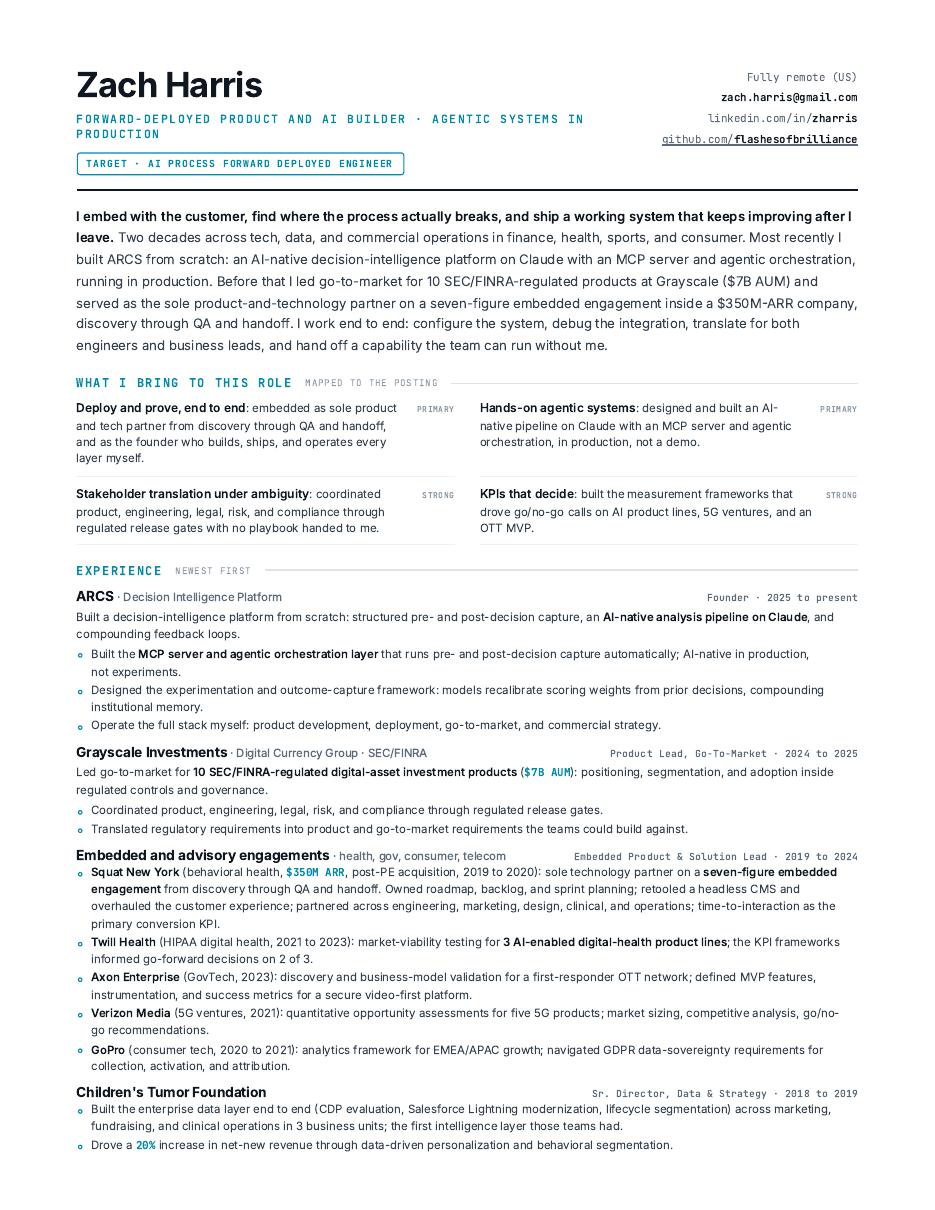 Zach Harris
FORWARD-DEPLOYED PRODUCT AND AI BUILDER · AGENTIC SYSTEMS IN
PRODUCTION
TARGET · AI PROCESS FORWARD DEPLOYED ENGINEER
Fully remote (US)
zach.harris@gmail.com
linkedin.com/in/zharris
github.com/flashesofbrilliance
I embed with the customer, find where the process actually breaks, and ship a working system that keeps improving after I
leave. Two decades across tech, data, and commercial operations in finance, health, sports, and consumer. Most recently I
built ARCS from scratch: an AI-native decision-intelligence platform on Claude with an MCP server and agentic orchestration,
running in production. Before that I led go-to-market for 10 SEC/FINRA-regulated products at Grayscale ($7B AUM) and
served as the sole product-and-technology partner on a seven-figure embedded engagement inside a $350M-ARR company,
discovery through QA and handoff. I work end to end: configure the system, debug the integration, translate for both
engineers and business leads, and hand off a capability the team can run without me.
WHAT I BRING TO THIS ROLE MAPPED TO THE POSTING
Deploy and prove, end to end: embedded as sole product PRIMARY
and tech partner from discovery through QA and handoff,
and as the founder who builds, ships, and operates every
layer myself.
Hands-on agentic systems: designed and built an AI- PRIMARY
native pipeline on Claude with an MCP server and agentic
orchestration, in production, not a demo.
Stakeholder translation under ambiguity: coordinated STRONG
product, engineering, legal, risk, and compliance through
regulated release gates with no playbook handed to me.
KPIs that decide: built the measurement frameworks that STRONG
drove go/no-go calls on AI product lines, 5G ventures, and an
OTT MVP.
EXPERIENCE NEWEST FIRST
ARCS · Decision Intelligence Platform Founder · 2025 to present
Built a decision-intelligence platform from scratch: structured pre- and post-decision capture, an AI-native analysis pipeline on Claude, and
compounding feedback loops.
Built the MCP server and agentic orchestration layer that runs pre- and post-decision capture automatically; AI-native in production,
not experiments.
Designed the experimentation and outcome-capture framework: models recalibrate scoring weights from prior decisions, compounding
institutional memory.
Operate the full stack myself: product development, deployment, go-to-market, and commercial strategy.
Grayscale Investments · Digital Currency Group · SEC/FINRA Product Lead, Go-To-Market · 2024 to 2025
Led go-to-market for 10 SEC/FINRA-regulated digital-asset investment products ($7B AUM): positioning, segmentation, and adoption inside
regulated controls and governance.
Coordinated product, engineering, legal, risk, and compliance through regulated release gates.
Translated regulatory requirements into product and go-to-market requirements the teams could build against.
Embedded and advisory engagements · health, gov, consumer, telecom Embedded Product & Solution Lead · 2019 to 2024
Squat New York (behavioral health, $350M ARR, post-PE acquisition, 2019 to 2020): sole technology partner on a seven-figure embedded
engagement from discovery through QA and handoff. Owned roadmap, backlog, and sprint planning; retooled a headless CMS and
overhauled the customer experience; partnered across engineering, marketing, design, clinical, and operations; time-to-interaction as the
primary conversion KPI.
Twill Health (HIPAA digital health, 2021 to 2023): market-viability testing for 3 AI-enabled digital-health product lines; the KPI frameworks
informed go-forward decisions on 2 of 3.
Axon Enterprise (GovTech, 2023): discovery and business-model validation for a first-responder OTT network; defined MVP features,
instrumentation, and success metrics for a secure video-first platform.
Verizon Media (5G ventures, 2021): quantitative opportunity assessments for five 5G products; market sizing, competitive analysis, go/no-
go recommendations.
GoPro (consumer tech, 2020 to 2021): analytics framework for EMEA/APAC growth; navigated GDPR data-sovereignty requirements for
collection, activation, and attribution.
Children's Tumor Foundation Sr. Director, Data & Strategy · 2018 to 2019
Built the enterprise data layer end to end (CDP evaluation, Salesforce Lightning modernization, lifecycle segmentation) across marketing,
fundraising, and clinical operations in 3 business units; the first intelligence layer those teams had.
Drove a 20% increase in net-new revenue through data-driven personalization and behavioral segmentation.